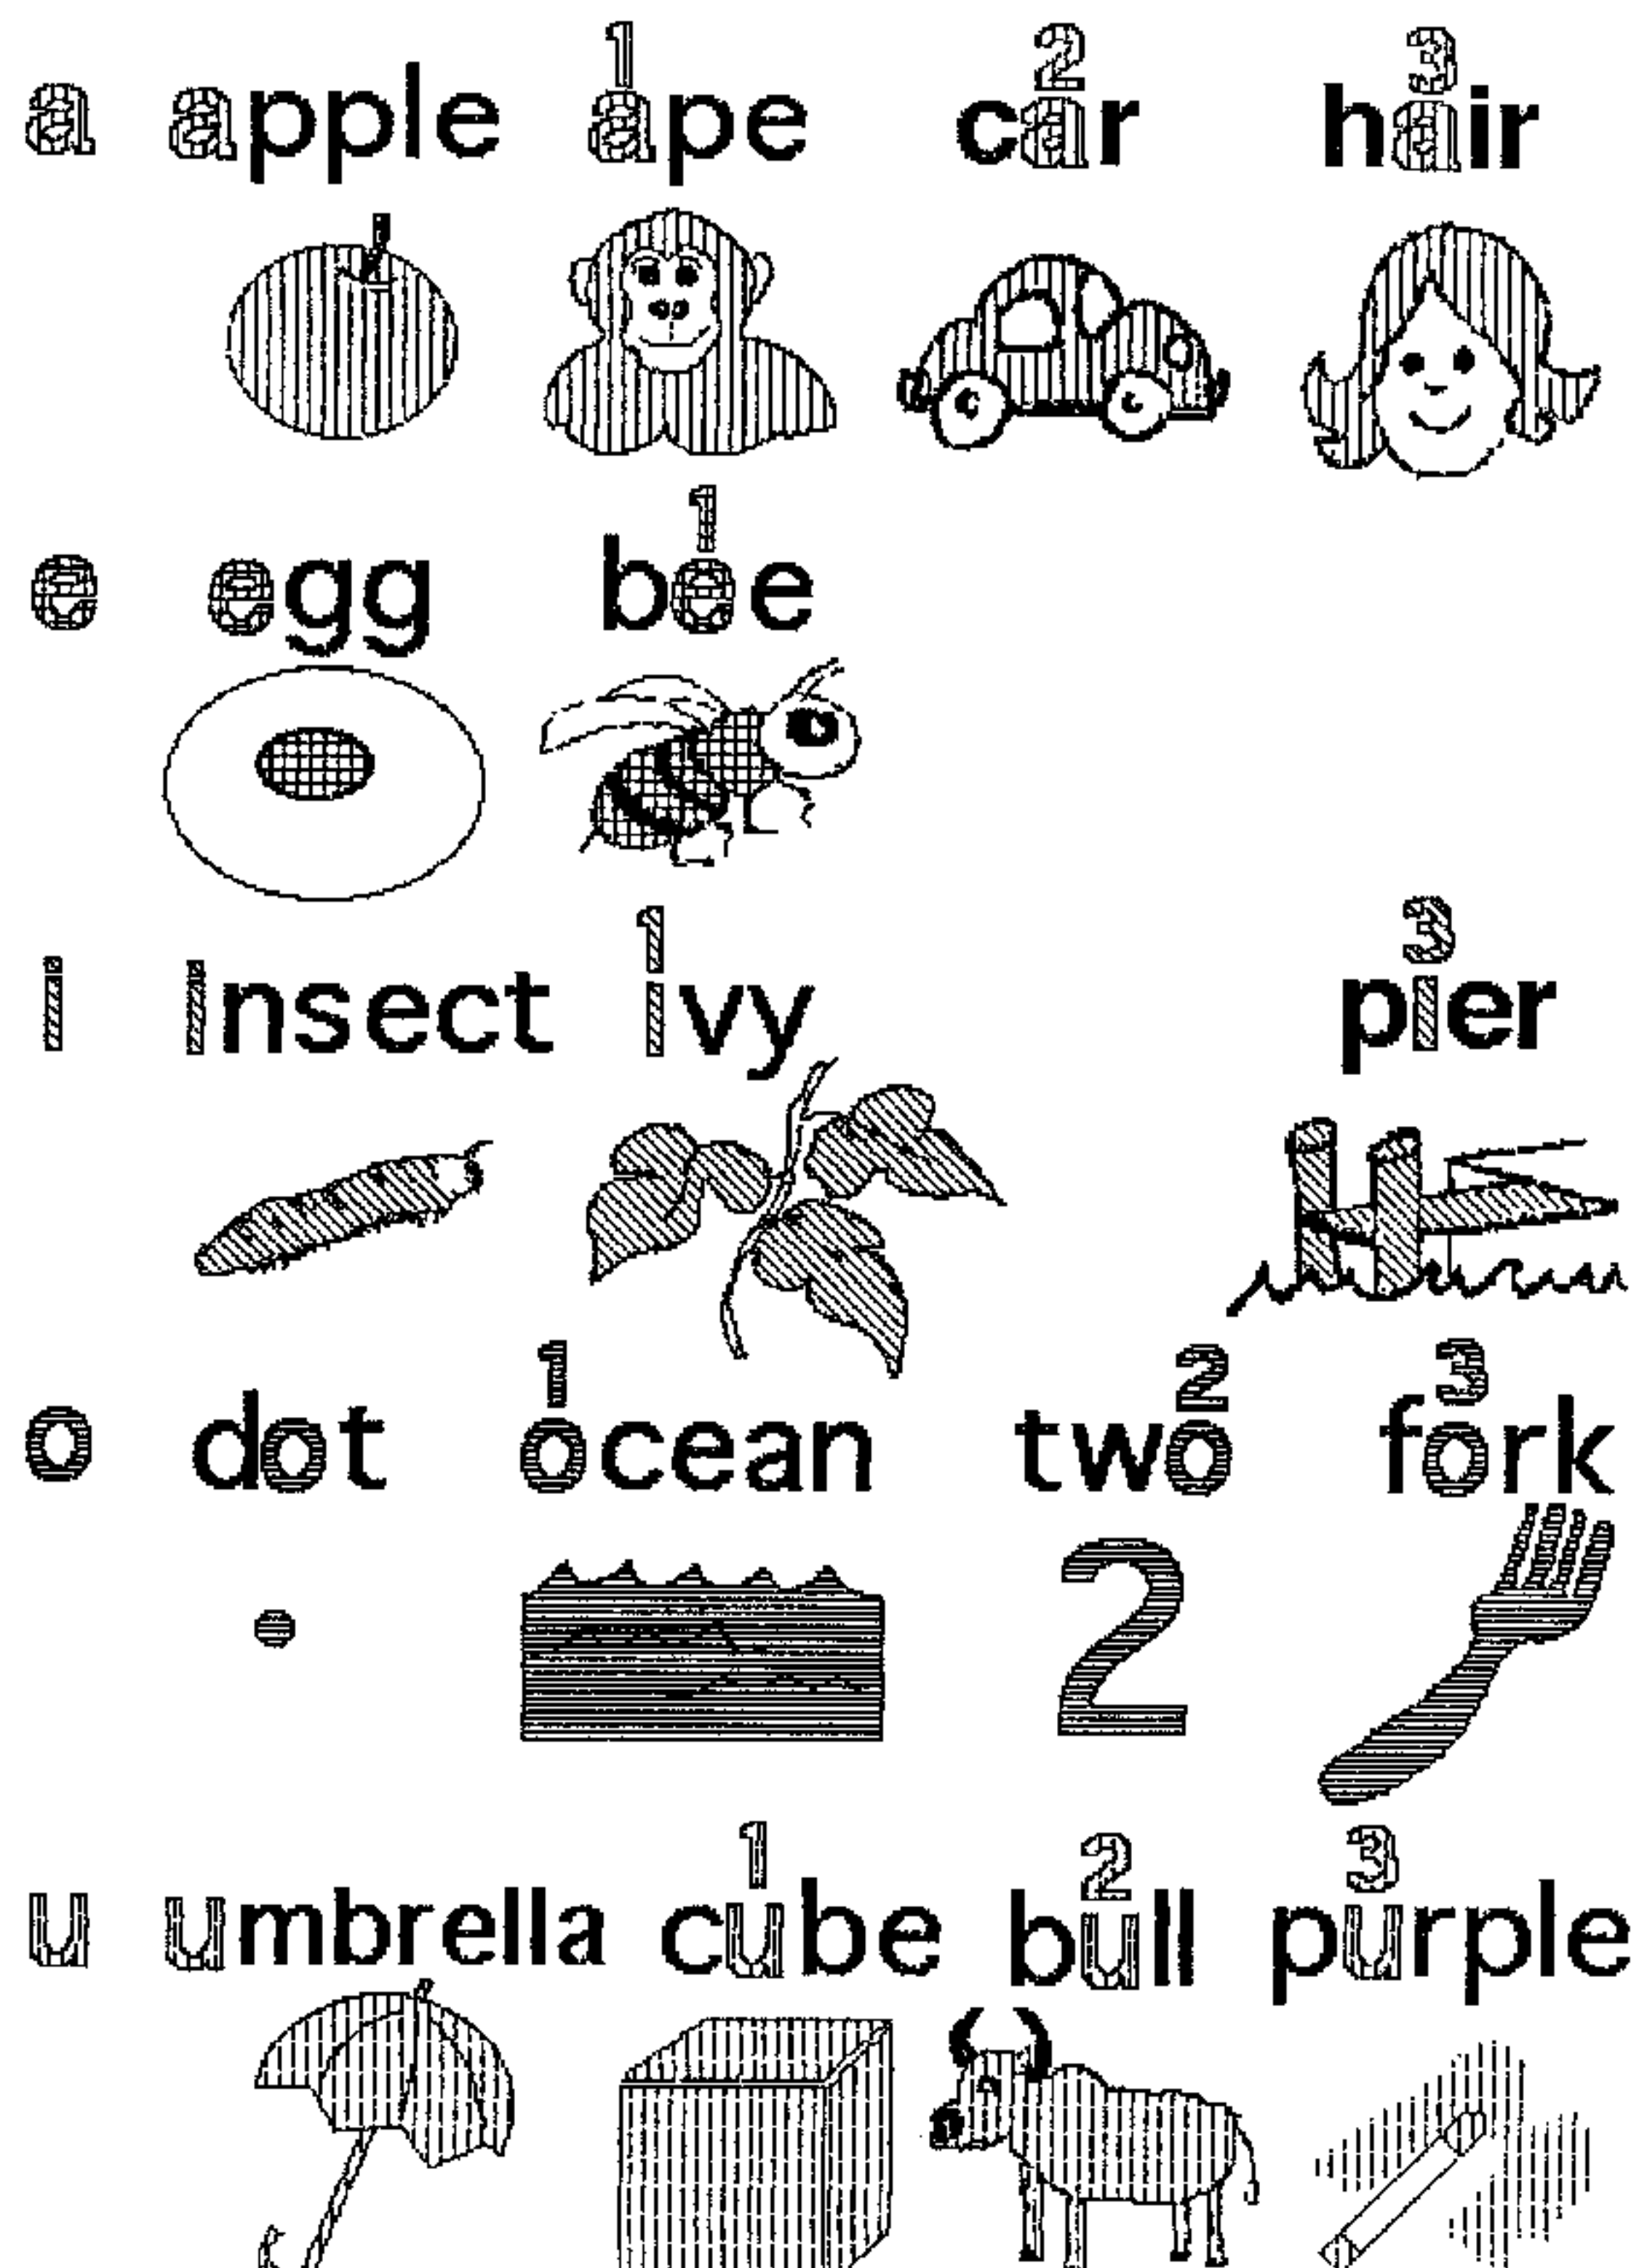 1 2 3
a apple ape car hair
1
e egg bee
1 3
i insect ivy pier
1 2 3
o dot ocean two fork
2
1 2 3
u umbrella cube bull purple